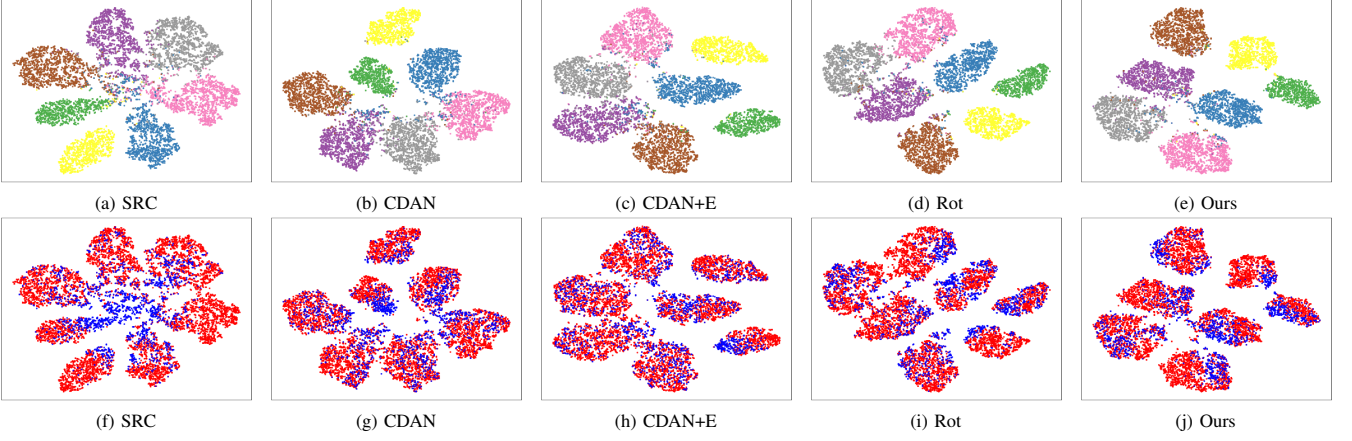 (a) SRC (b) CDAN (c) CDAN+E (d) Rot (e) Ours
(f) SRC (g) CDAN (h) CDAN+E (i) Rot (j) Ours